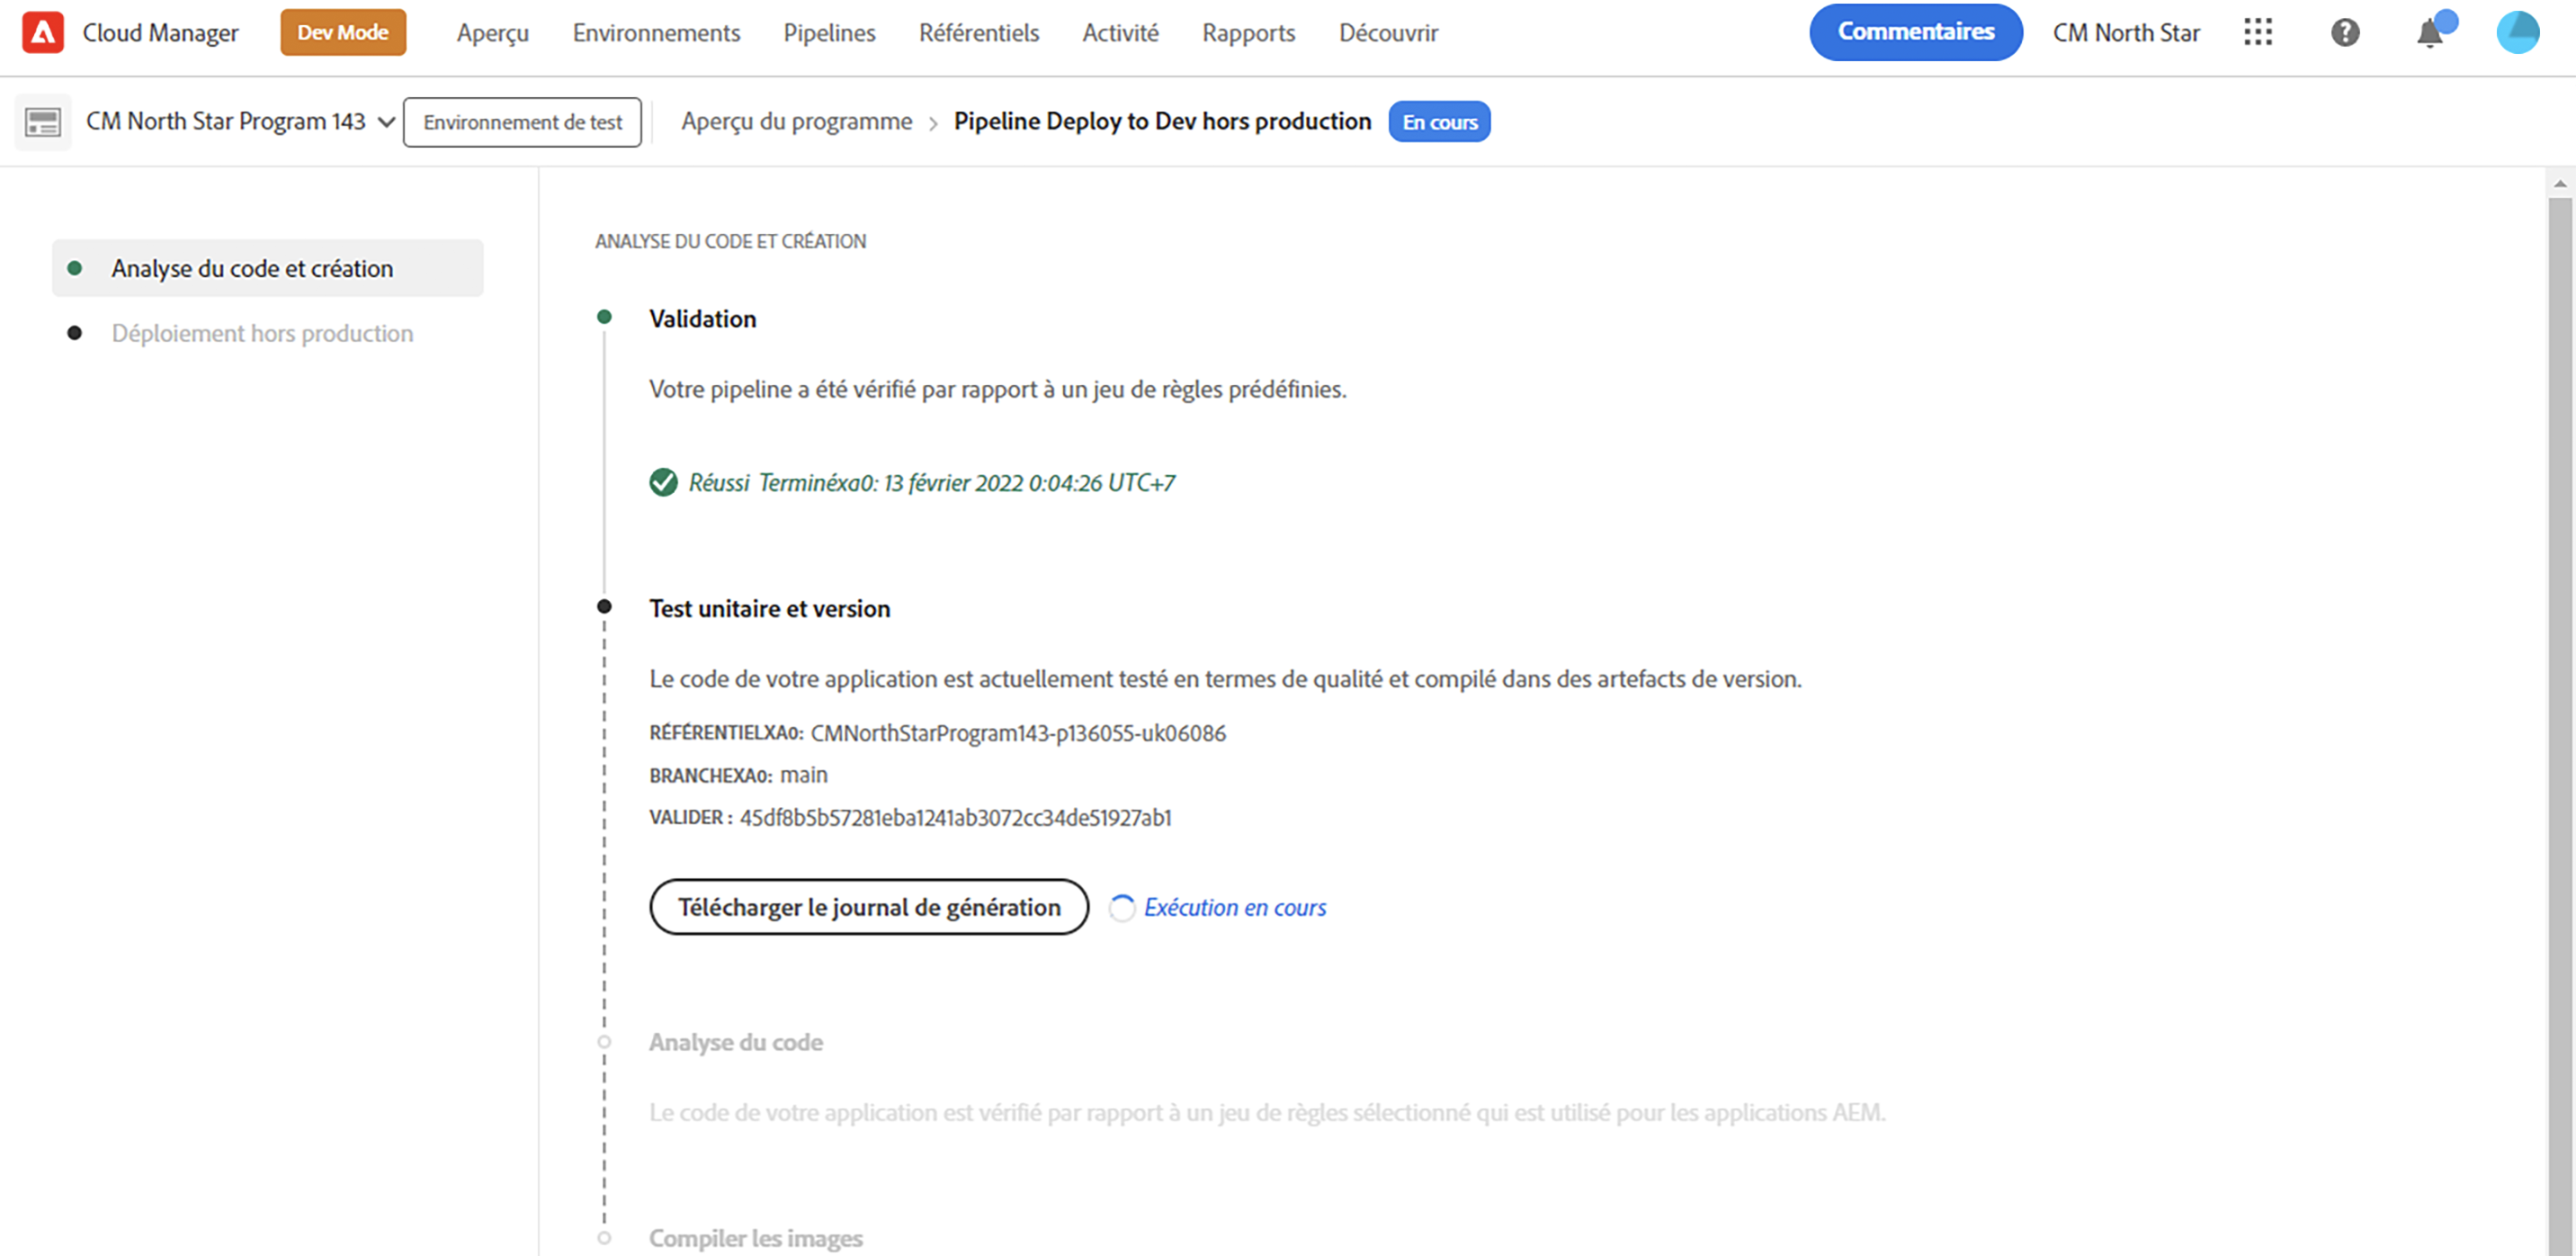 Cloud Manager Dev Mode Aperçu Environnements Pipelines Référentiels Activité Rapports Découvrir Commentaires CM North Star
CM North Star Program 143 Environnement de test Aperçu du programme > Pipeline Deploy to Dev hors production En cours
Analyse du code et création
Déploiement hors production
ANALYSE DU CODE ET CRÉATION
Validation
Votre pipeline a été vérifié par rapport à un jeu de règles prédéfinies.
Réussi Terminéxa0: 13 février 2022 0:04:26 UTC+7
Test unitaire et version
Le code de votre application est actuellement testé en termes de qualité et compilé dans des artefacts de version.
RÉFÉRENTIELXA0: CMNorthStarProgram143-p136055-uk06086
BRANCHEXA0: main
VALIDER : 45df8b5b57281eba1241ab3072cc34de51927ab1
Télécharger le journal de génération Exécution en cours
Analyse du code
Le code de votre application est vérifié par rapport à un jeu de règles sélectionné qui est utilisé pour les applications AEM.
Compiler les images